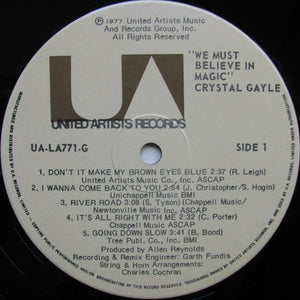 ℗ 1977 United Artists Music
And Records Group, Inc.
All Rights Reserved
UA
"WE MUST
BELIEVE IN
MAGIC"
CRYSTAL GAYLE
UNITED ARTISTS RECORDS
UA-LA771-G
SIDE 1
1. DON'T IT MAKE MY BROWN EYES BLUE 2:37 (R. Leigh)
United Artists Music Co., Inc. ASCAP
2. I WANNA COME BACK TO YOU 2:54 (J. Christopher/S. Hogin)
Unichappell Music BMI
3. RIVER ROAD 3:08 (S. Tyson) (Chappell Music/
Newtonville Music Inc. ASCAP)
4. IT'S ALL RIGHT WITH ME 2:32 (C. Porter)
Chappell Music ASCAP
5. GOING DOWN SLOW 3:41 (B. Bond)
Tree Publ. Co., Inc. BMI
Produced by Allen Reynolds
Recording & Remix Engineer: Garth Fundis
String & Horn Arrangements:
Charles Cochran